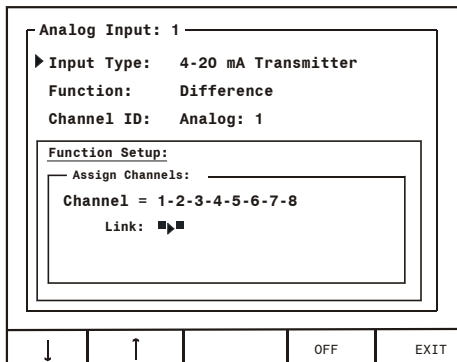 Analog Input: 1
Input Type: 4-20 mA Transmitter
Function: Difference
Channel ID: Analog: 1
Function Setup:
Assign Channels:
Channel = 1-2-3-4-5-6-7-8
Link: ■▶■
↓ ↑ OFF EXIT